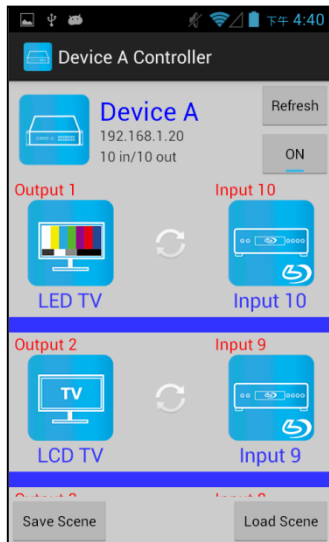 下午 4:40
Device A Controller
Device A
192.168.1.20
10 in/10 out
Refresh
ON
Output 1
Input 10
LED TV
Input 10
Output 2
Input 9
TV
LCD TV
Input 9
Save Scene
Load Scene